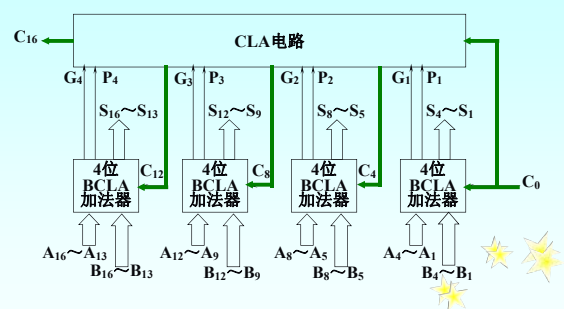 C16
CLA电路
G4 P4 G3 P3 G2 P2 G1 P1
S16～S13 S12～S9 S8～S5 S4～S1
4位
BCLA
加法器
C12
4位
BCLA
加法器
C8
4位
BCLA
加法器
C4
4位
BCLA
加法器
C0
A16～A13 A12～A9 A8～A5 A4～A1
B16～B13 B12～B9 B8～B5 B4～B1